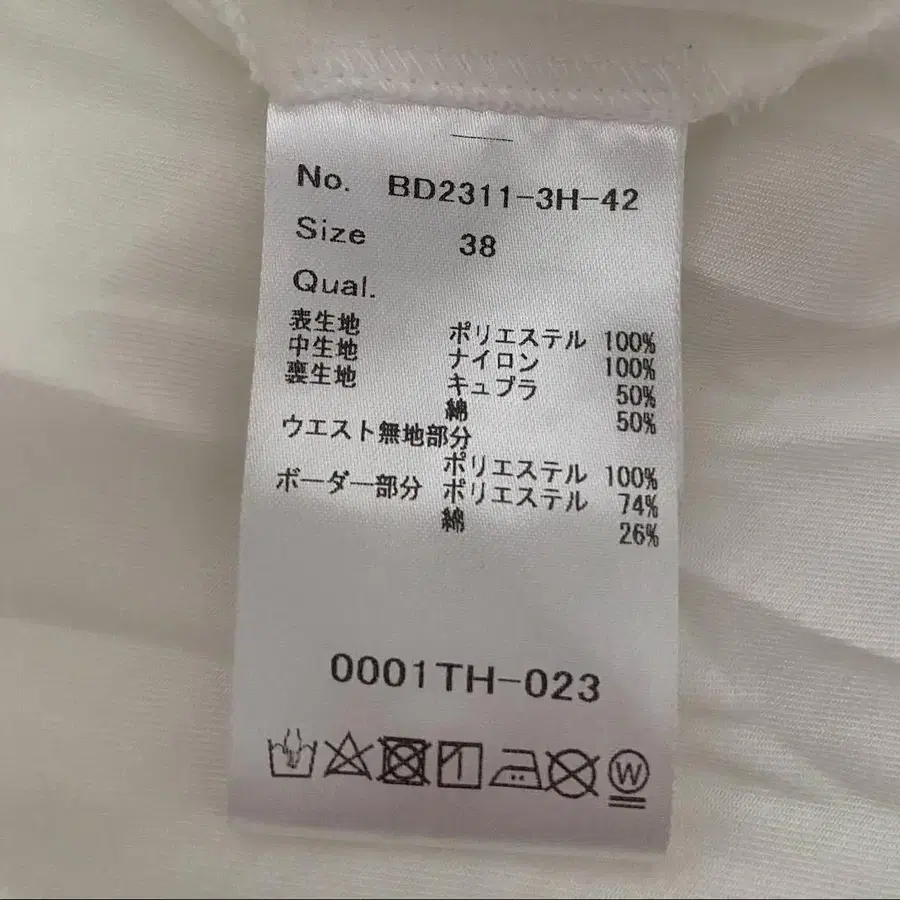 No. BD2311-3H-42
Size 38
Qual.
表生地 ポリエステル 100%
中生地 ナイロン 100%
裏生地 キュプラ 50%
綿 50%
ウエスト無地部分
ポリエステル 100%
ボーダー部分 ポリエステル 74%
綿 26%
0001TH-023
W